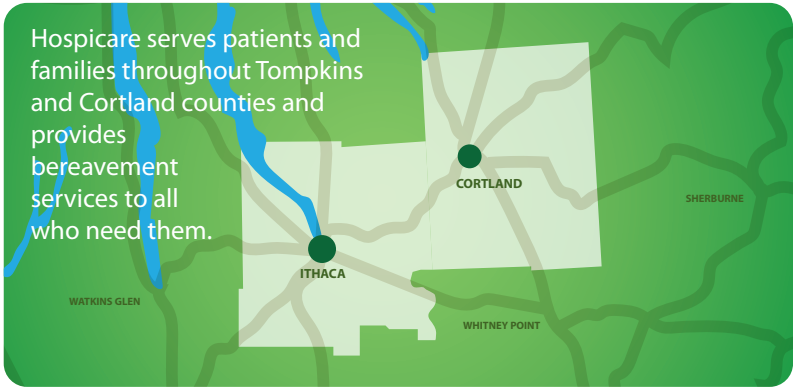 Hospicare serves patients and
families throughout Tompkins
and Cortland counties and
provides
bereavement
services to all
who need them.
CORTLAND
SHERBURNE
ITHACA
WATKINS GLEN
WHITNEY POINT